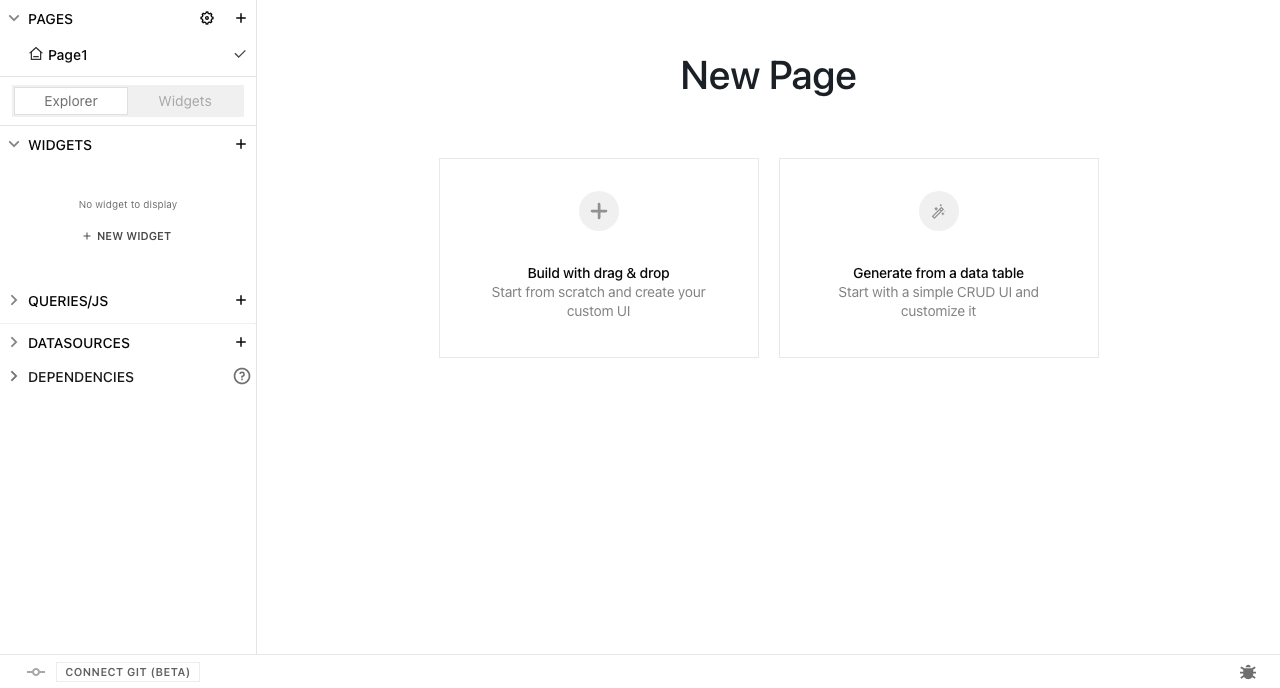 PAGES
Page1
Explorer
Widgets
WIDGETS
No widget to display
NEW WIDGET
QUERIES/JS
DATASOURCES
DEPENDENCIES
New Page
Build with drag & drop
Start from scratch and create your
custom UI
Generate from a data table
Start with a simple CRUD UI and
customize it
CONNECT GIT (BETA)